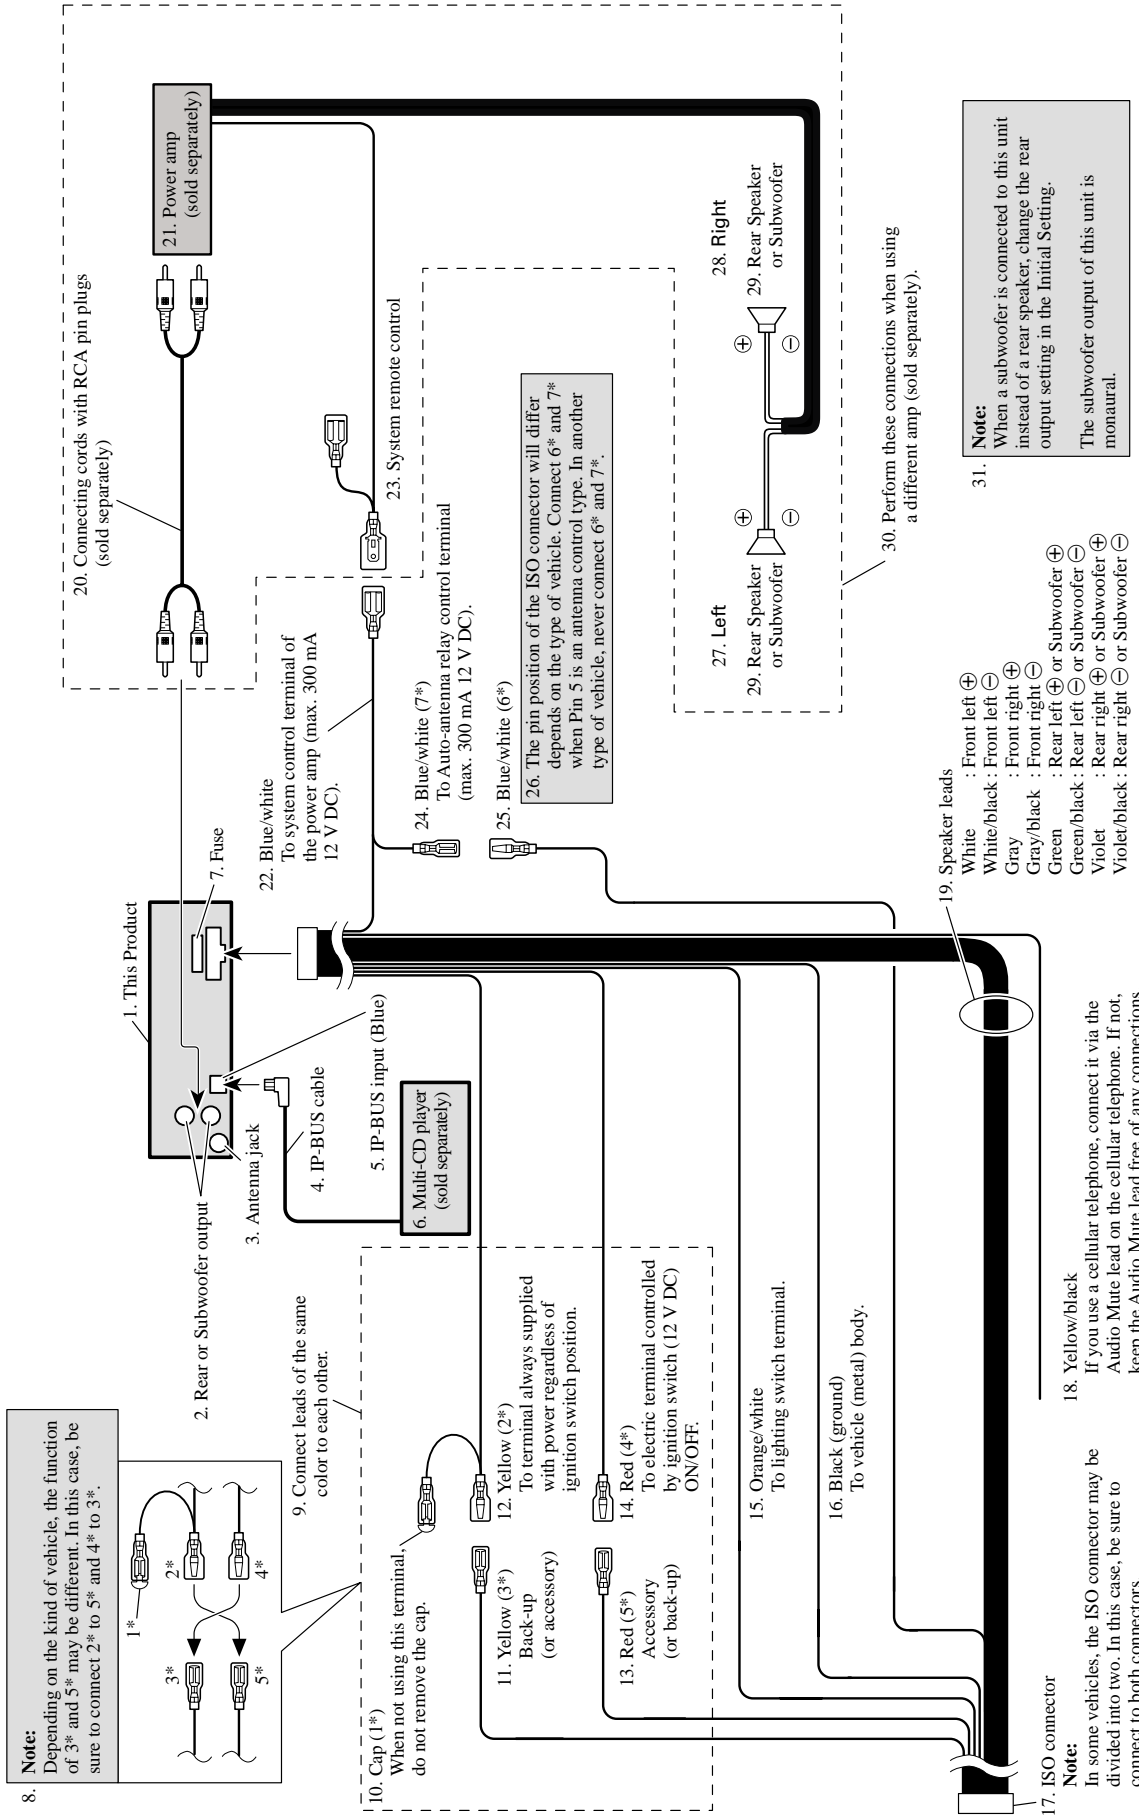 1. This Product
2. Rear or Subwoofer output
3. Antenna jack
4. IP-BUS cable
5. IP-BUS input (Blue)
6. Multi-CD player
(sold separately)
7. Fuse
8. Note:
Depending on the kind of vehicle, the function
of 3* and 5* may be different. In this case, be
sure to connect 2* to 5* and 4* to 3*.
1*
2*
3*
4*
5*
9. Connect leads of the same
color to each other.
10. Cap (1*)
When not using this terminal,
do not remove the cap.
11. Yellow (3*)
Back-up
(or accessory)
12. Yellow (2*)
To terminal always supplied
with power regardless of
ignition switch position.
13. Red (5*)
Accessory
(or back-up)
14. Red (4*)
To electric terminal controlled
by ignition switch (12 V DC)
ON/OFF.
15. Orange/white
To lighting switch terminal.
16. Black (ground)
To vehicle (metal) body.
17. ISO connector
Note:
In some vehicles, the ISO connector may be
divided into two. In this case, be sure to
connect to both connectors
18. Yellow/black
If you use a cellular telephone, connect it via the
Audio Mute lead on the cellular telephone. If not,
keep the Audio Mute lead free of any connections
19. Speaker leads
White : Front left ⊕
White/black : Front left ⊖
Gray : Front right ⊕
Gray/black : Front right ⊖
Green : Rear left ⊕ or Subwoofer ⊕
Green/black : Rear left ⊖ or Subwoofer ⊖
Violet : Rear right ⊕ or Subwoofer ⊕
Violet/black : Rear right ⊖ or Subwoofer ⊖
20. Connecting cords with RCA pin plugs
(sold separately)
21. Power amp
(sold separately)
22. Blue/white
To system control terminal of
the power amp (max. 300 mA
12 V DC).
23. System remote control
24. Blue/white (7*)
To Auto-antenna relay control terminal
(max. 300 mA 12 V DC).
25. Blue/white (6*)
26. The pin position of the ISO connector will differ
depends on the type of vehicle. Connect 6* and 7*
when Pin 5 is an antenna control type. In another
type of vehicle, never connect 6* and 7*.
27. Left
⊕
⊖
29. Rear Speaker
or Subwoofer
28. Right
⊕
⊖
29. Rear Speaker
or Subwoofer
30. Perform these connections when using
a different amp (sold separately).
31. Note:
When a subwoofer is connected to this unit
instead of a rear speaker, change the rear
output setting in the Initial Setting.
The subwoofer output of this unit is
monaural.